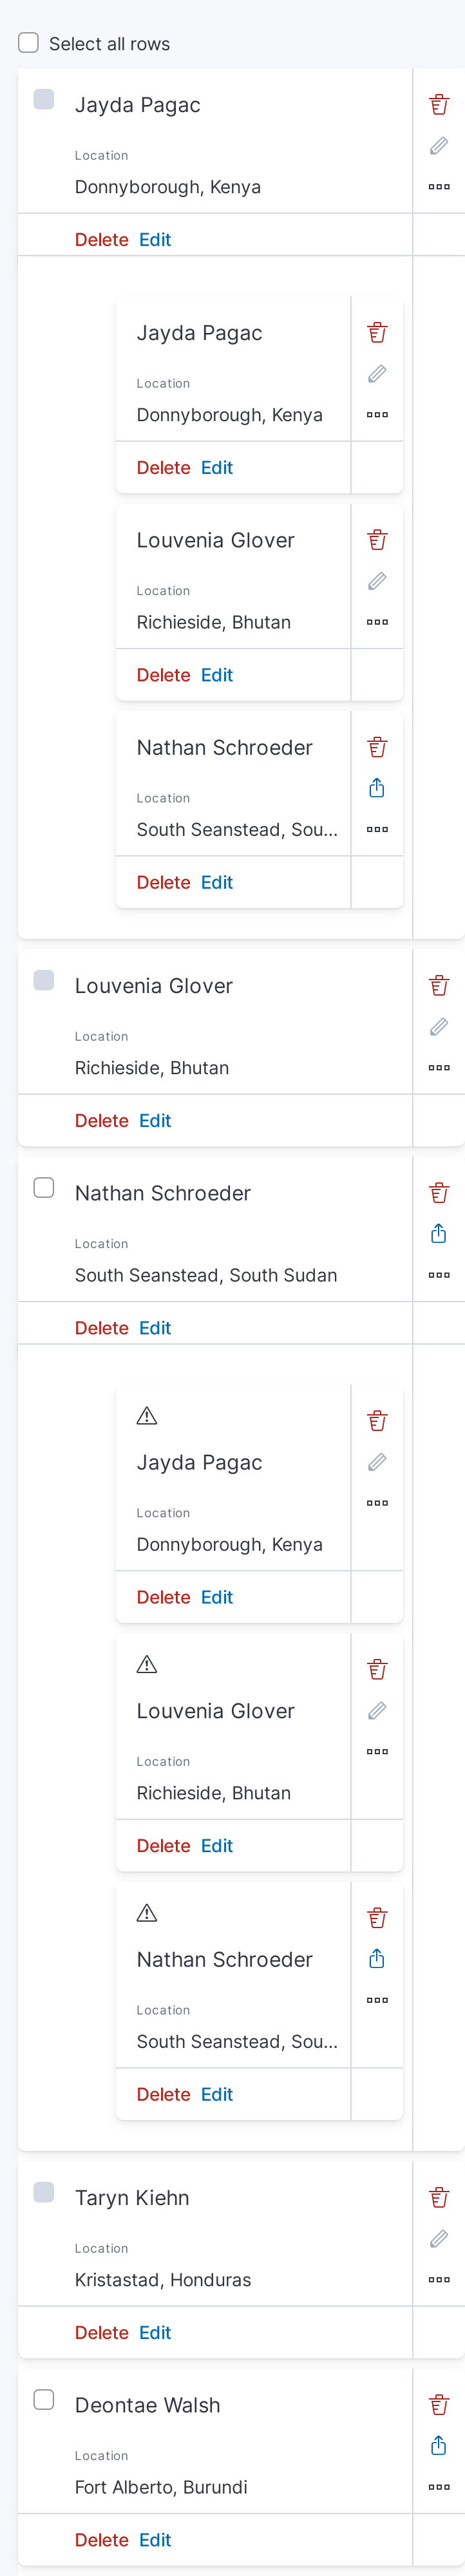 Select all rows
Jayda Pagac
Location
Donnyborough, Kenya
Delete Edit
Jayda Pagac
Location
Donnyborough, Kenya
Delete Edit
Louvenia Glover
Location
Richieside, Bhutan
Delete Edit
Nathan Schroeder
Location
South Seanstead, Sou...
Delete Edit
Louvenia Glover
Location
Richieside, Bhutan
Delete Edit
Nathan Schroeder
Location
South Seanstead, South Sudan
Delete Edit
Jayda Pagac
Location
Donnyborough, Kenya
Delete Edit
Louvenia Glover
Location
Richieside, Bhutan
Delete Edit
Nathan Schroeder
Location
South Seanstead, Sou...
Delete Edit
Taryn Kiehn
Location
Kristastad, Honduras
Delete Edit
Deontae Walsh
Location
Fort Alberto, Burundi
Delete Edit